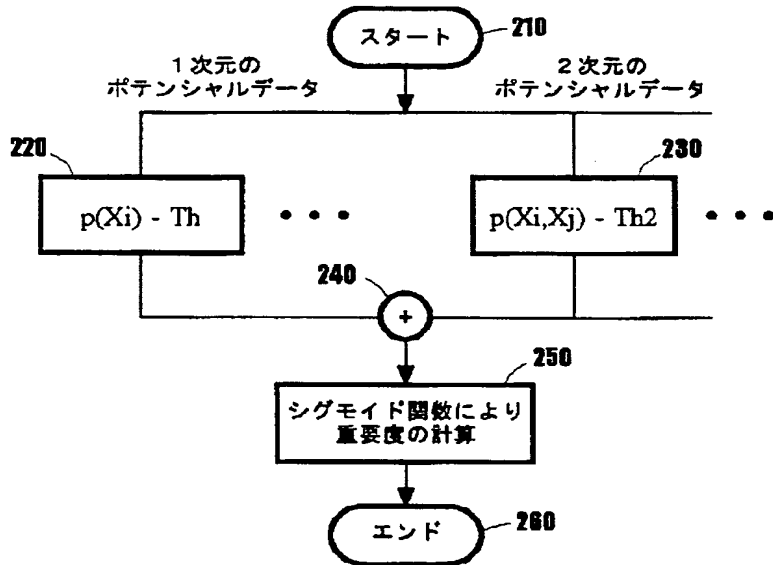 スタート
210
1次元の
ポテンシャルデータ
2次元の
ポテンシャルデータ
220
p(Xi) - Th
• • •
230
p(Xi,Xj) - Th2
• • •
240
+
250
シグモイド関数により
重要度の計算
エンド
260